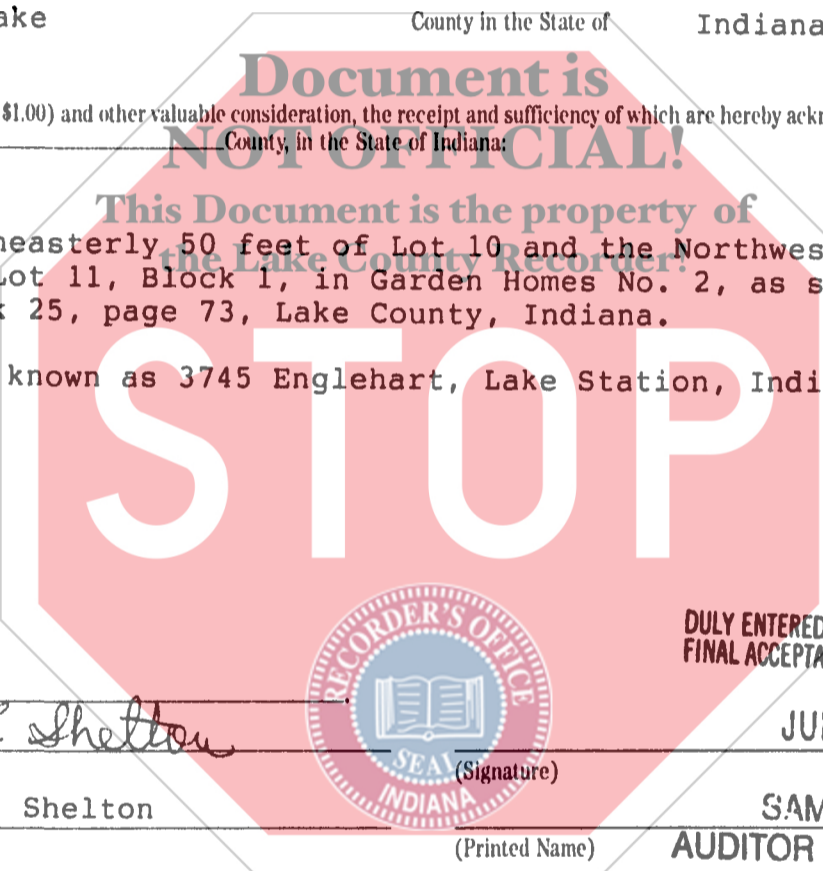 ake County in the State of Indiana
Document is
$1.00) and other valuable consideration, the receipt and sufficiency of which are hereby ackn
NOT OFFICIAL!
County, in the State of Indiana:
This Document is the property of
the Lake County Recorder!
heasterly 50 feet of Lot 10 and the Northwes
Lot 11, Block 1, in Garden Homes No. 2, as s
k 25, page 73, Lake County, Indiana.
known as 3745 Englehart, Lake Station, Indi
STOP
RECORDER'S OFFICE
SEAL
INDIANA
DULY ENTERED
FINAL ACCEPTA
Shelton
JU
(Signature)
Shelton
SAM
(Printed Name)
AUDITOR